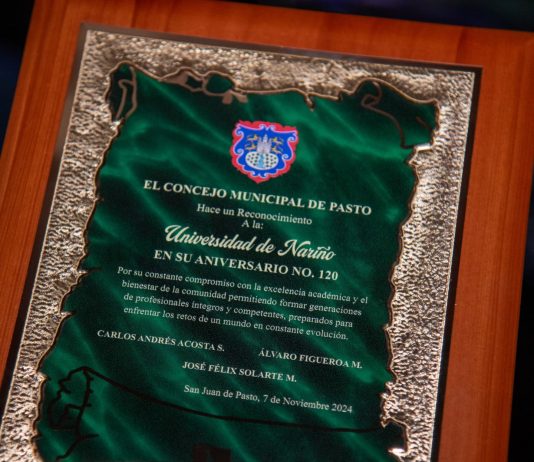 EL CONCEJO MUNICIPAL DE PASTO
Hace un Reconocimiento
A la:
Universidad de Nariño
EN SU ANIVERSARIO NO. 120
Por su constante compromiso con la excelencia académica y el
bienestar de la comunidad permitiendo formar generaciones
de profesionales íntegros y competentes, preparados para
enfrentar los retos de un mundo en constante evolución.
CARLOS ANDRÉS ACOSTA S. ÁLVARO FIGUEROA M.
JOSÉ FÉLIX SOLARTE M.
San Juan de Pasto, 7 de Noviembre 2024